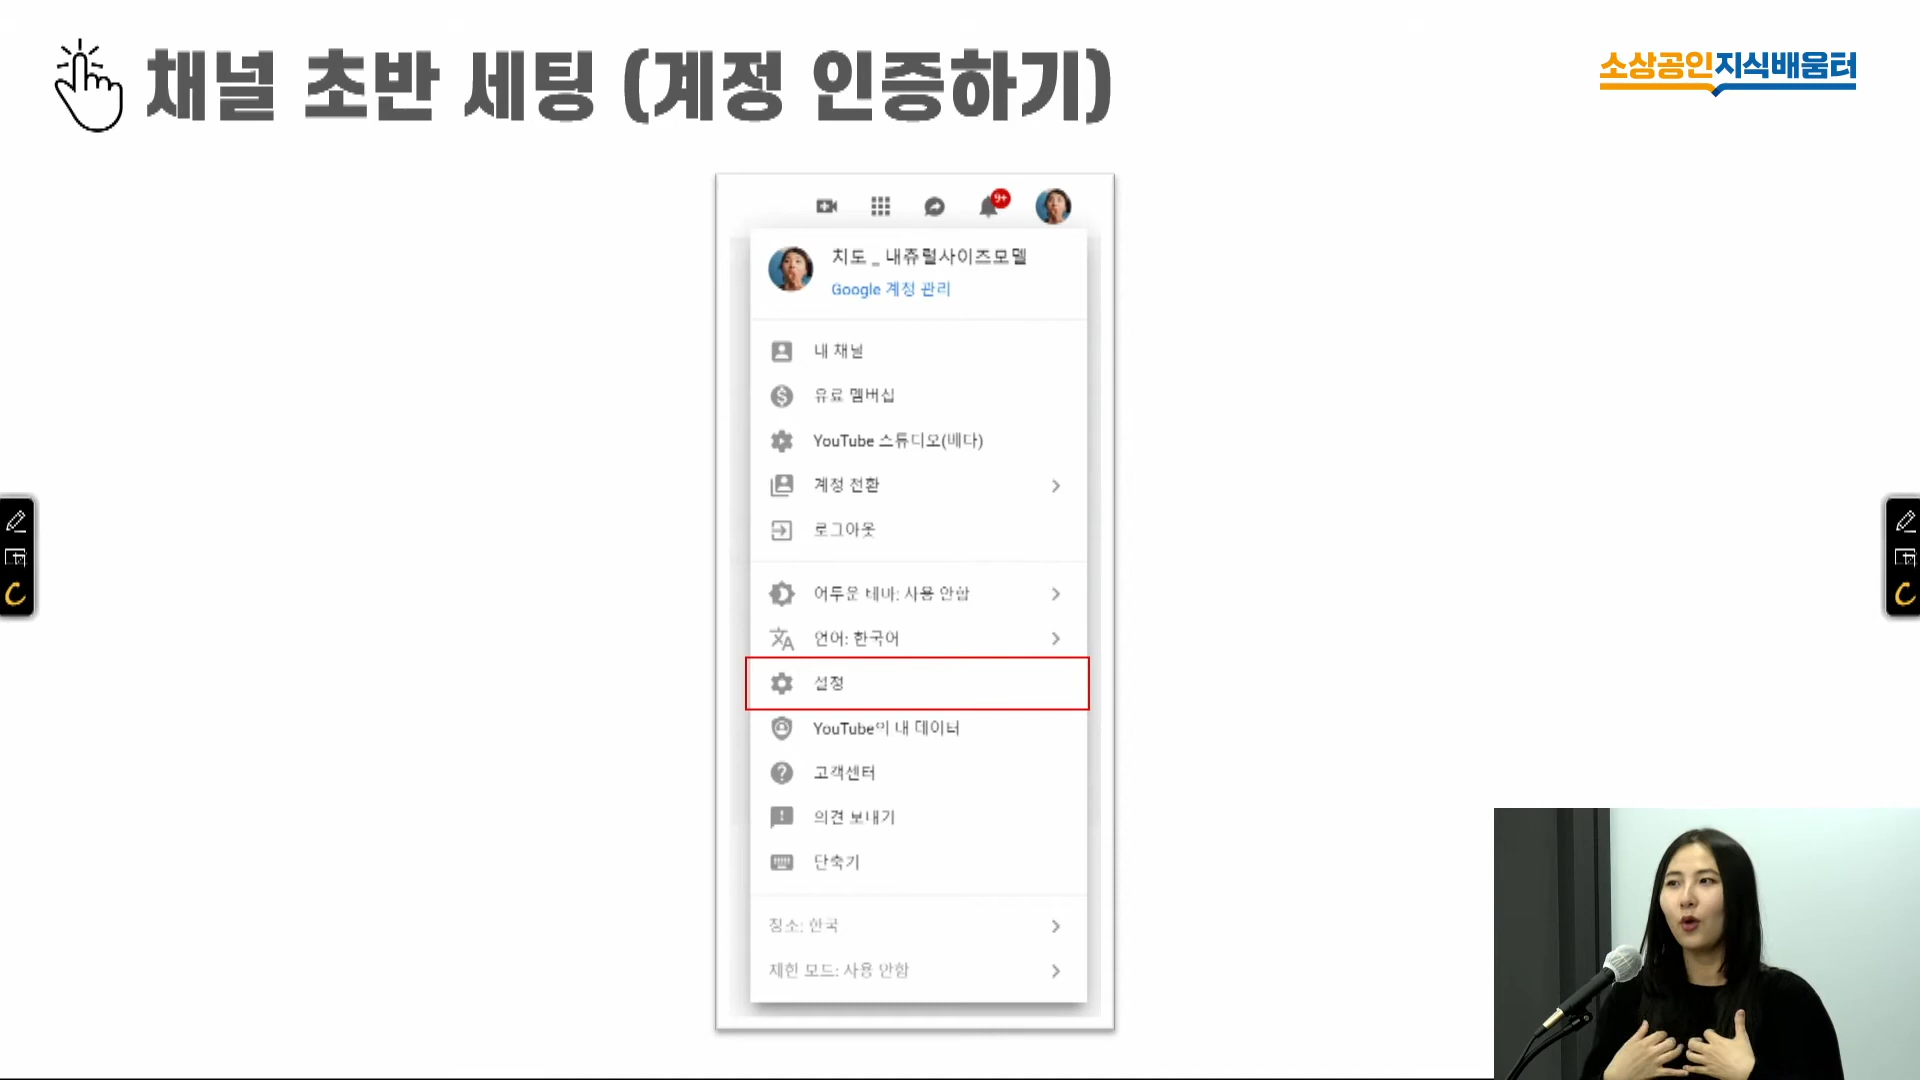 채널 초반 세팅 (계정 인증하기)
소상공인지식배움터
9+
치도 _ 내츄럴사이즈모델
Google 계정 관리
내 채널
유료 멤버십
YouTube 스튜디오(베타)
계정 전환
로그아웃
어두운 테마: 사용 안함
언어: 한국어
설정
YouTube의 내 데이터
고객센터
의견 보내기
단축키
장소: 한국
제한 모드: 사용 안함